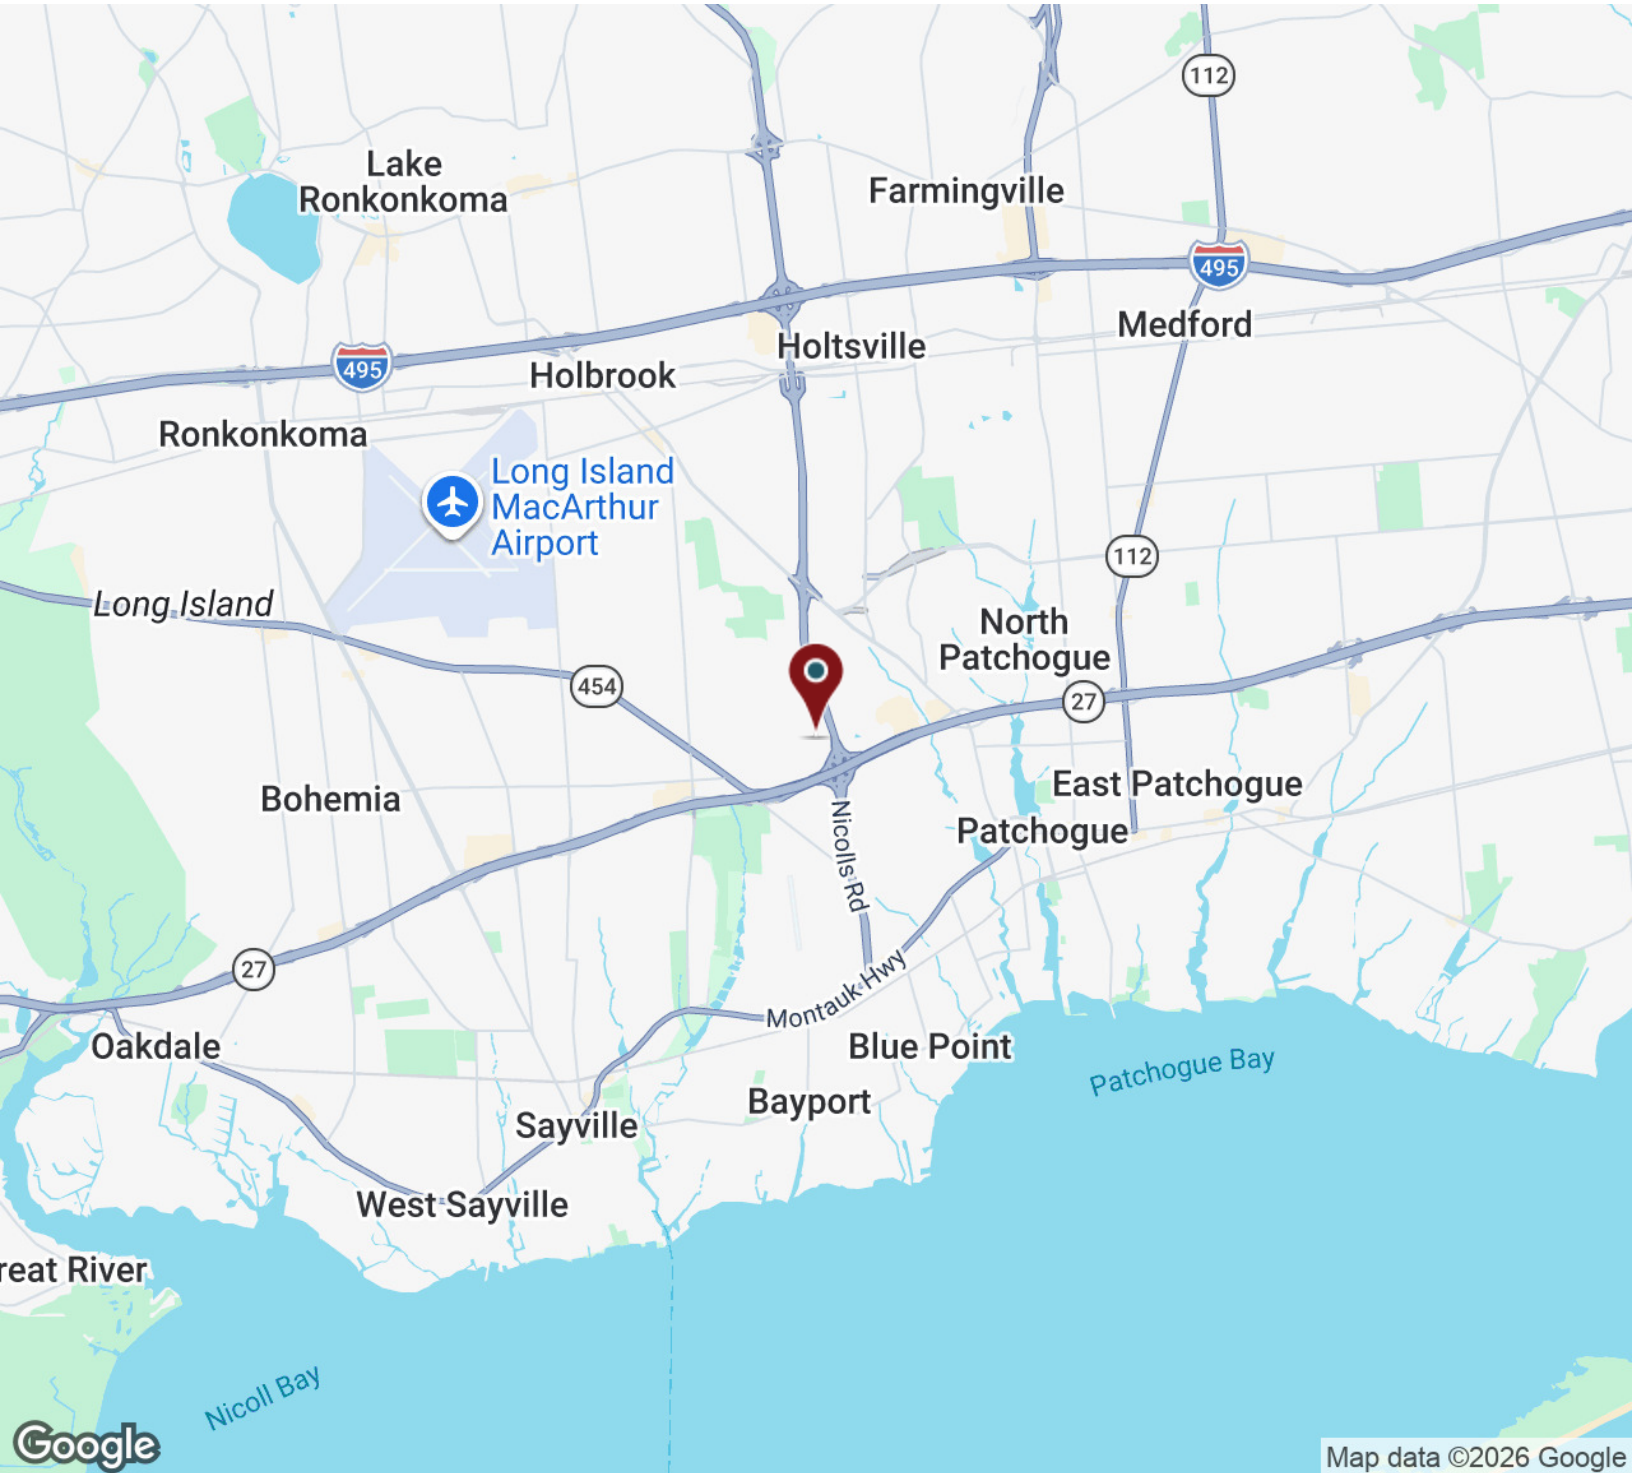 112
Lake
Ronkonkoma
Farmingville
495
Medford
Holtsville
495
Holbrook
Ronkonkoma
Long Island
MacArthur
Airport
112
Long Island
North
Patchogue
454
27
East Patchogue
Bohemia
Patchogue
Nicolls Rd
27
Montauk Hwy
Oakdale
Blue Point
Patchogue Bay
Bayport
Sayville
West Sayville
reat River
Nicoll Bay
Google
Map data ©2026 Google